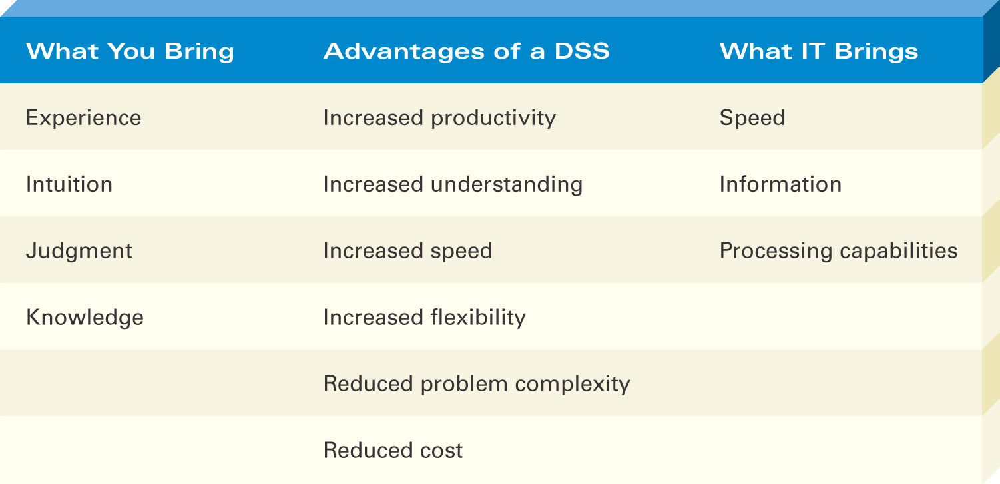 What You Bring Advantages of a DSS What IT Brings
Experience Increased productivity Speed
Intuition Increased understanding Information
Judgment Increased speed Processing capabilities
Knowledge Increased flexibility
Reduced problem complexity
Reduced cost